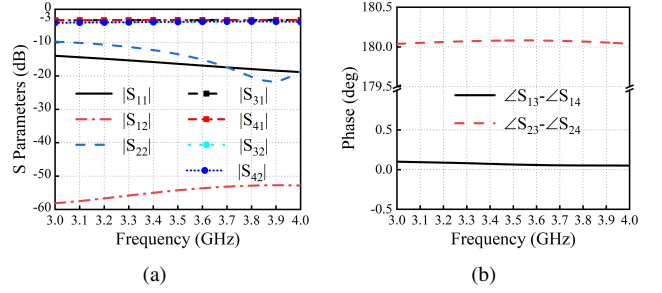 0
-3
-10
-20
-30
-40
-50
-60
S Parameters (dB)
|S11|
|S12|
|S22|
|S31|
|S41|
|S32|
|S42|
3.0 3.1 3.2 3.3 3.4 3.5 3.6 3.7 3.8 3.9 4.0
Frequency (GHz)
(a)
180.0
179.5
0.5
0.0
-0.5
Phase (deg)
∠S13-∠S14
∠S23-∠S24
3.0 3.1 3.2 3.3 3.4 3.5 3.6 3.7 3.8 3.9 4.0
Frequency (GHz)
(b)